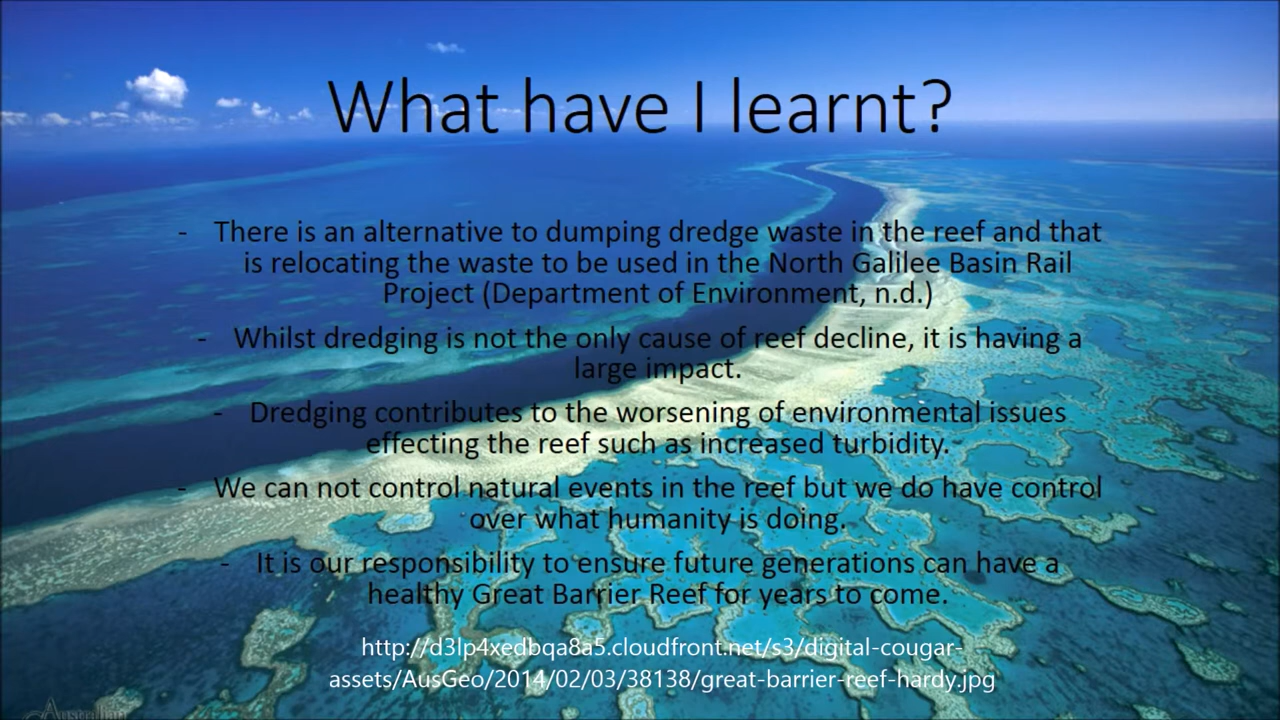 What have I learnt?
- There is an alternative to dumping dredge waste in the reef and that
is relocating the waste to be used in the North Galilee Basin Rail
Project (Department of Environment, n.d.)
- Whilst dredging is not the only cause of reef decline, it is having a
large impact.
- Dredging contributes to the worsening of environmental issues
effecting the reef such as increased turbidity.
- We can not control natural events in the reef but we do have control
over what humanity is doing.
- It is our responsibility to ensure future generations can have a
healthy Great Barrier Reef for years to come.
http://d3lp4xedbqa8a5.cloudfront.net/s3/digital-cougar-
assets/AusGeo/2014/02/03/38138/great-barrier-reef-hardy.jpg
Australian